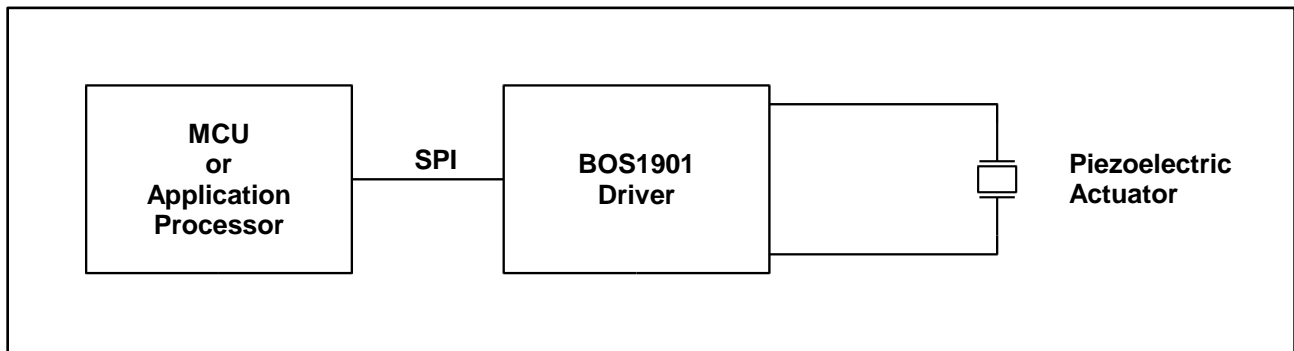 MCU
or
Application
Processor
SPI
BOS1901
Driver
Piezoelectric
Actuator